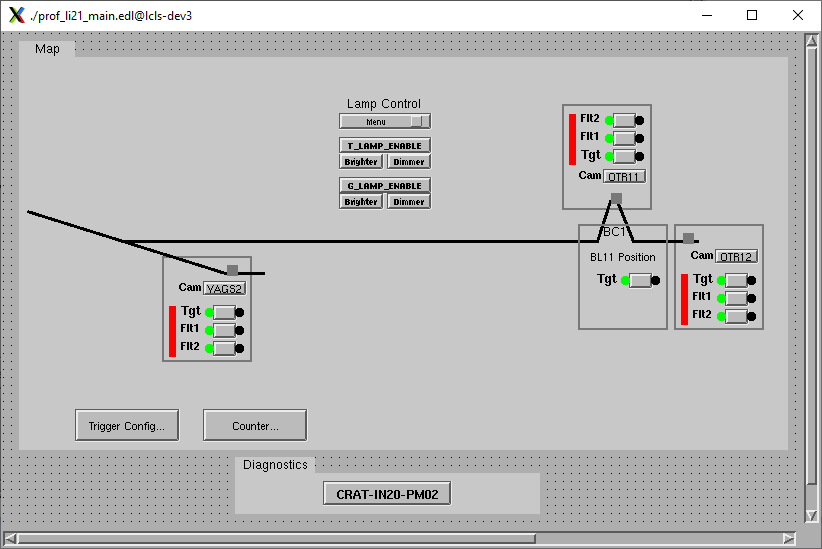 ./prof_li21_main.edl@lcls-dev3
Map
Lamp Control
Menu
T_LAMP_ENABLE
Brighter Dimmer
G_LAMP_ENABLE
Brighter Dimmer
Flt2
Flt1
Tgt
Cam OTR11
BC1
BL11 Position
Tgt
Cam OTR12
Tgt
Flt1
Flt2
Cam YAGS2
Tgt
Flt1
Flt2
Trigger Config...
Counter...
Diagnostics
CRAT-IN20-PM02